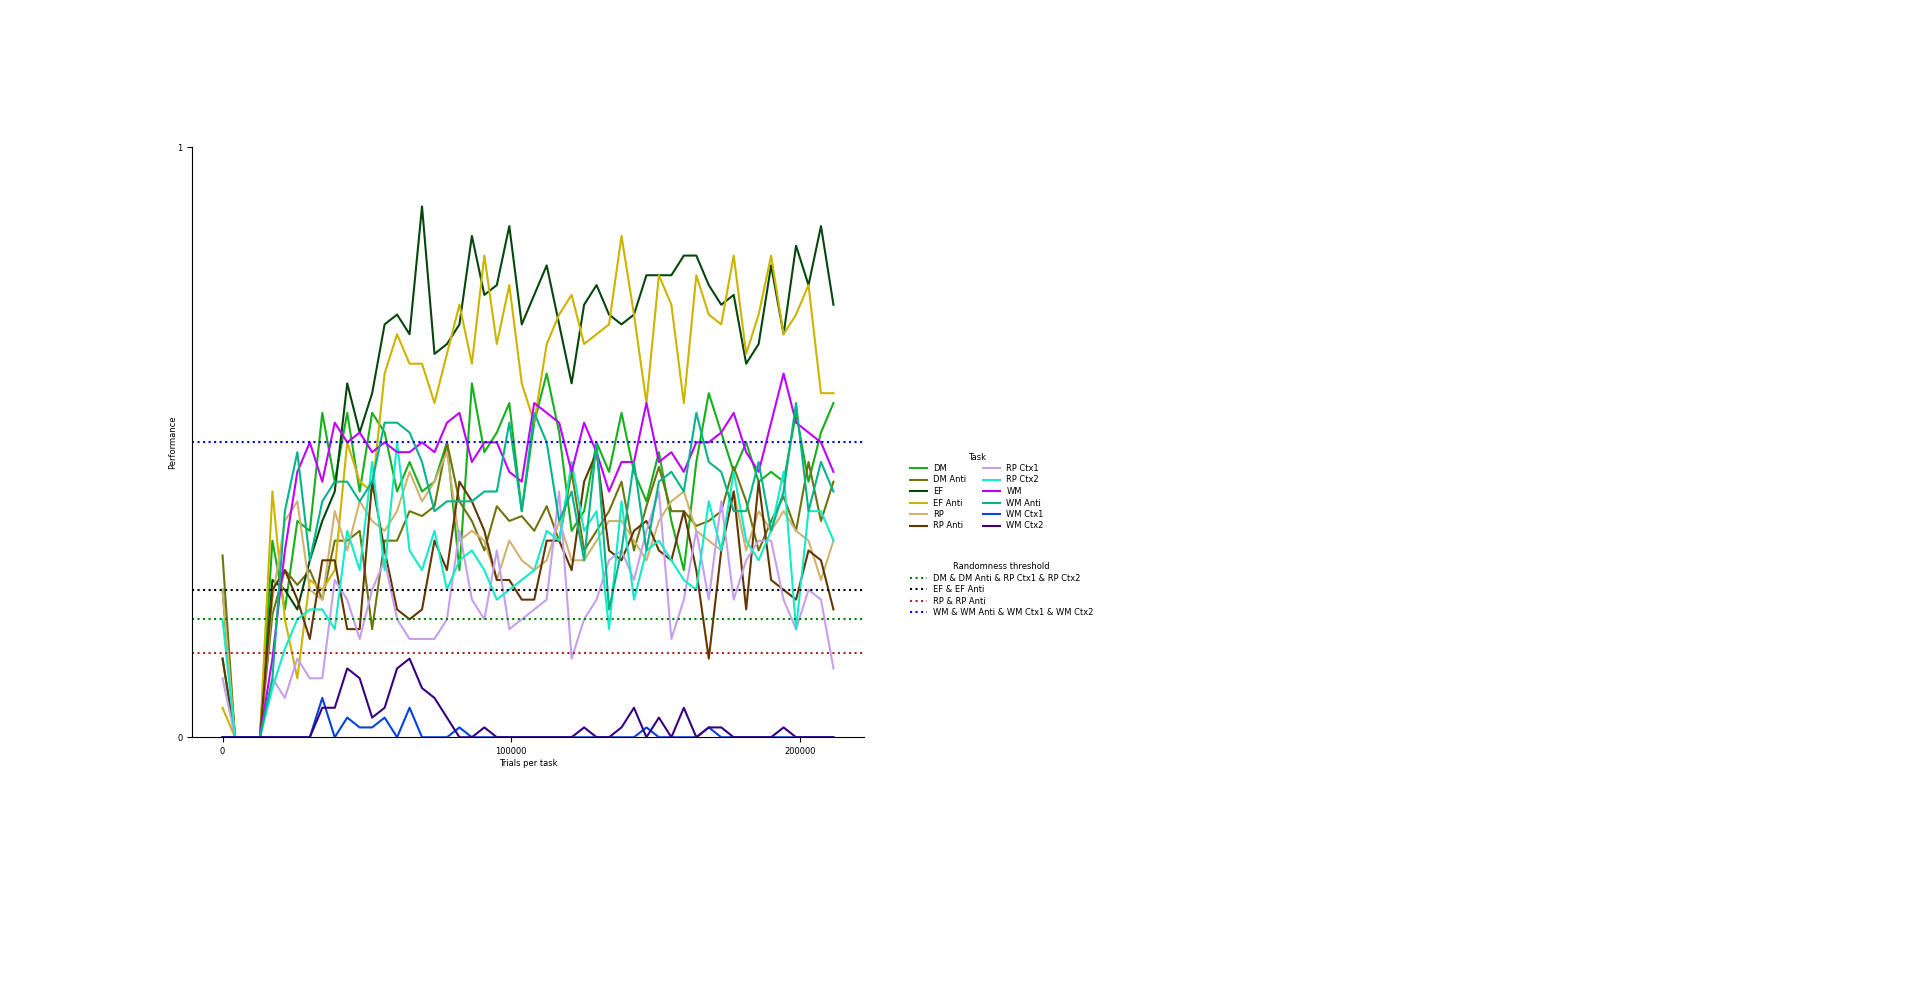 1
Performance
0
0 100000 200000
Trials per task
Task
DM RP Ctx1
DM Anti RP Ctx2
EF WM
EF Anti WM Anti
RP WM Ctx1
RP Anti WM Ctx2
Randomness threshold
DM & DM Anti & RP Ctx1 & RP Ctx2
EF & EF Anti
RP & RP Anti
WM & WM Anti & WM Ctx1 & WM Ctx2